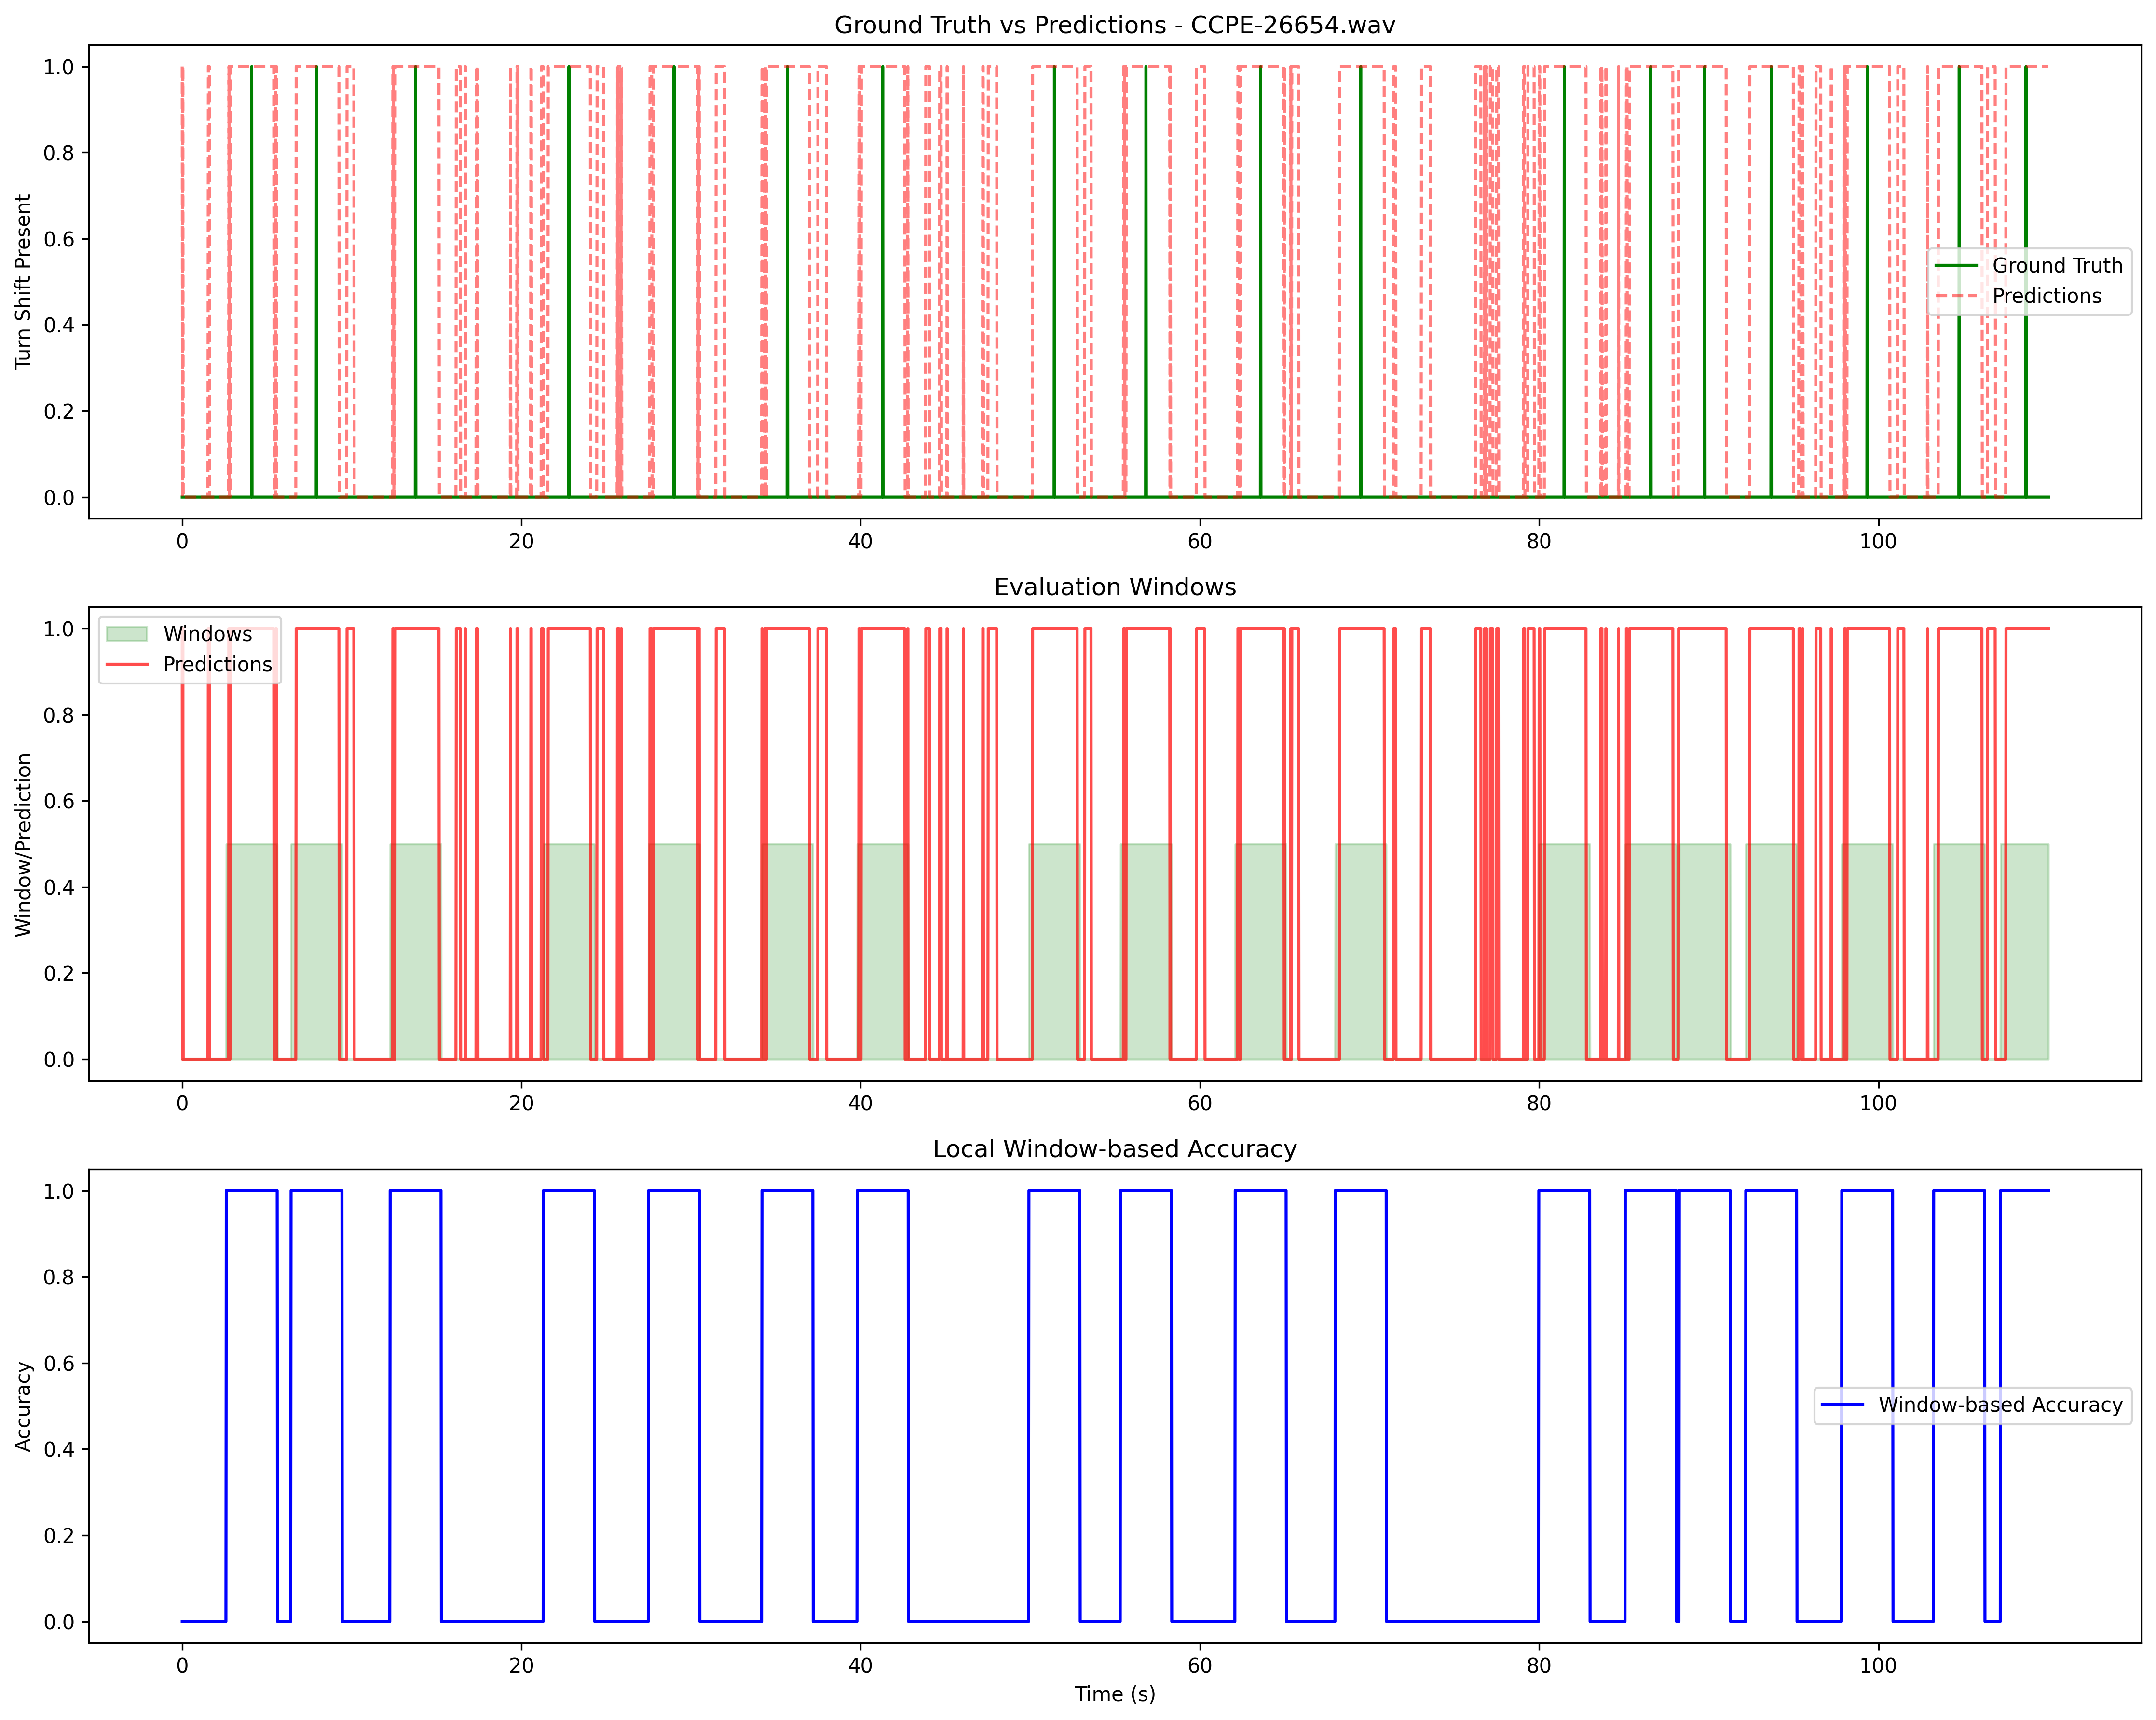 Ground Truth vs Predictions - CCPE-26654.wav
Turn Shift Present
1.0
0.8
0.6
0.4
0.2
0.0
Ground Truth
Predictions
0 20 40 60 80 100
Evaluation Windows
Window/Prediction
1.0
0.8
0.6
0.4
0.2
0.0
Windows
Predictions
0 20 40 60 80 100
Local Window-based Accuracy
Accuracy
1.0
0.8
0.6
0.4
0.2
0.0
Window-based Accuracy
0 20 40 60 80 100
Time (s)